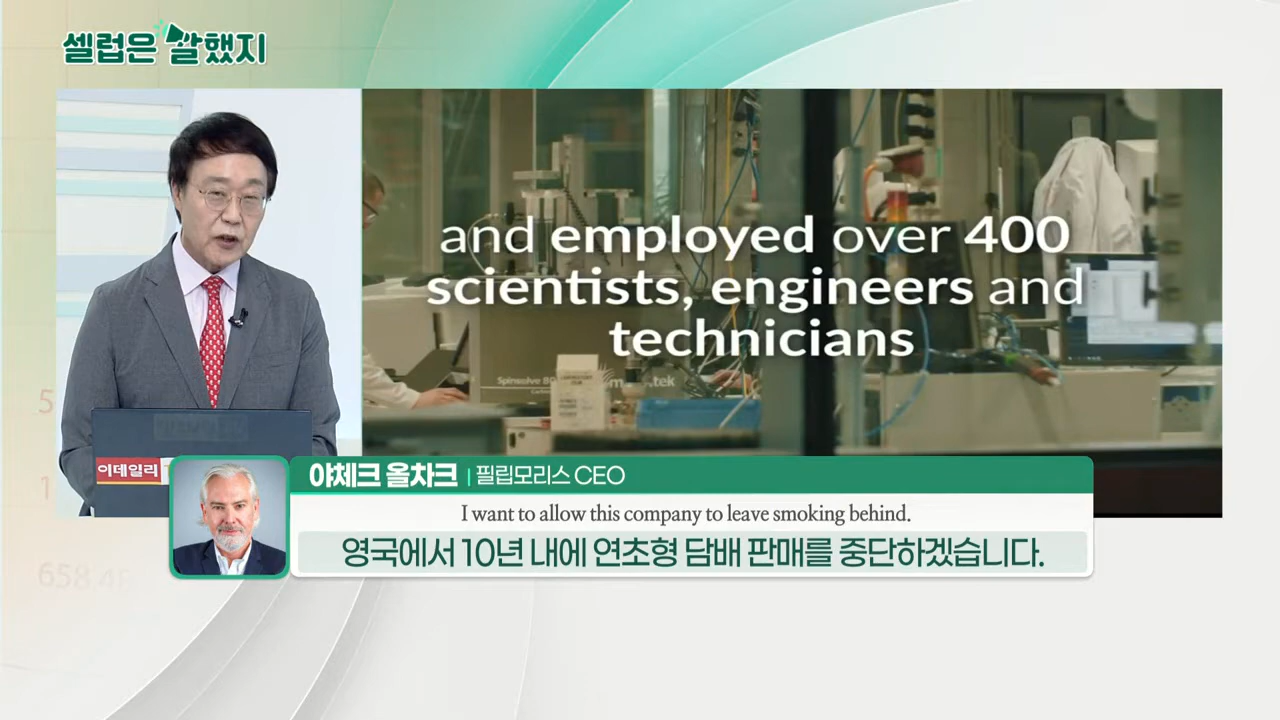 셀럽은 살했지
and employed over 400
scientists, engineers and
technicians
Spinsolve 80
이데일리
야체크 올차크 | 필립모리스 CEO
I want to allow this company to leave smoking behind.
영국에서 10년 내에 연초형 담배 판매를 중단하겠습니다.
658